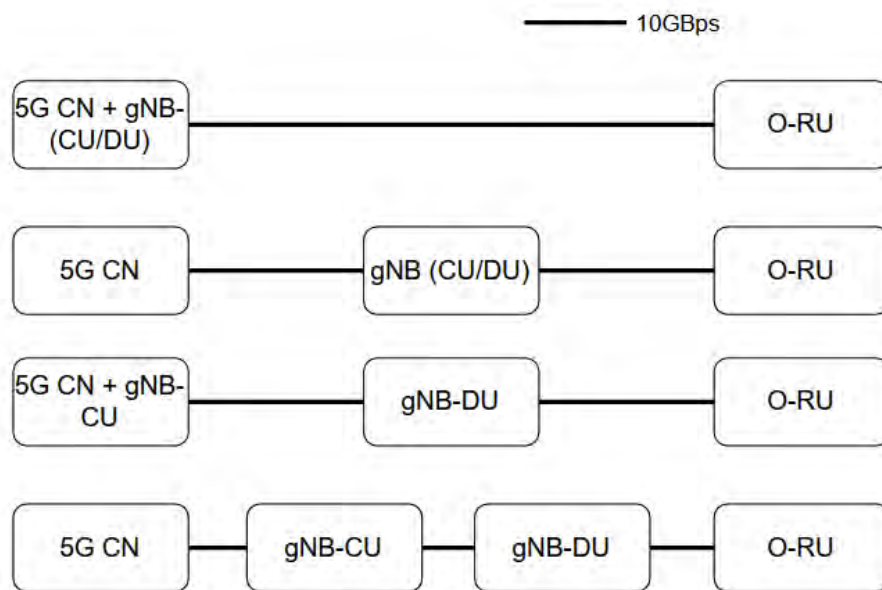 10GBps
5G CN + gNB-
(CU/DU)
O-RU
5G CN
gNB (CU/DU)
O-RU
5G CN + gNB-
CU
gNB-DU
O-RU
5G CN
gNB-CU
gNB-DU
O-RU